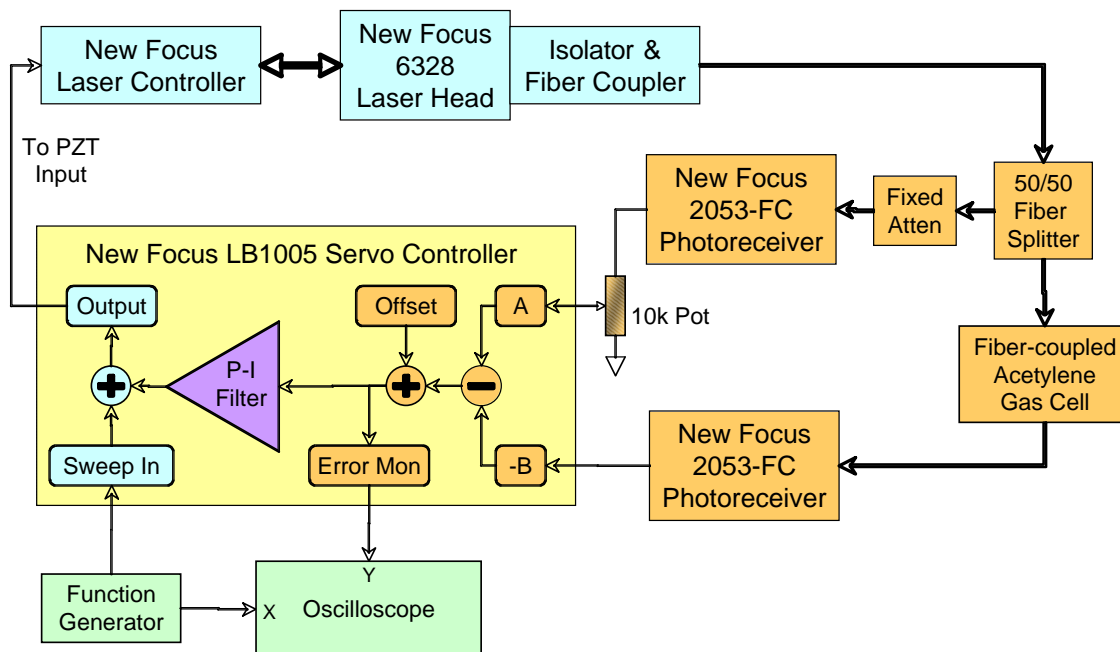 New Focus
Laser Controller
New Focus
6328
Laser Head
Isolator &
Fiber Coupler
To PZT
Input
New Focus
2053-FC
Photoreceiver
Fixed
Atten
50/50
Fiber
Splitter
New Focus LB1005 Servo Controller
Output
Offset
A
10k Pot
P-I
Filter
+
+
−
Fiber-coupled
Acetylene
Gas Cell
Sweep In
Error Mon
-B
New Focus
2053-FC
Photoreceiver
Function
Generator
Y
X
Oscilloscope